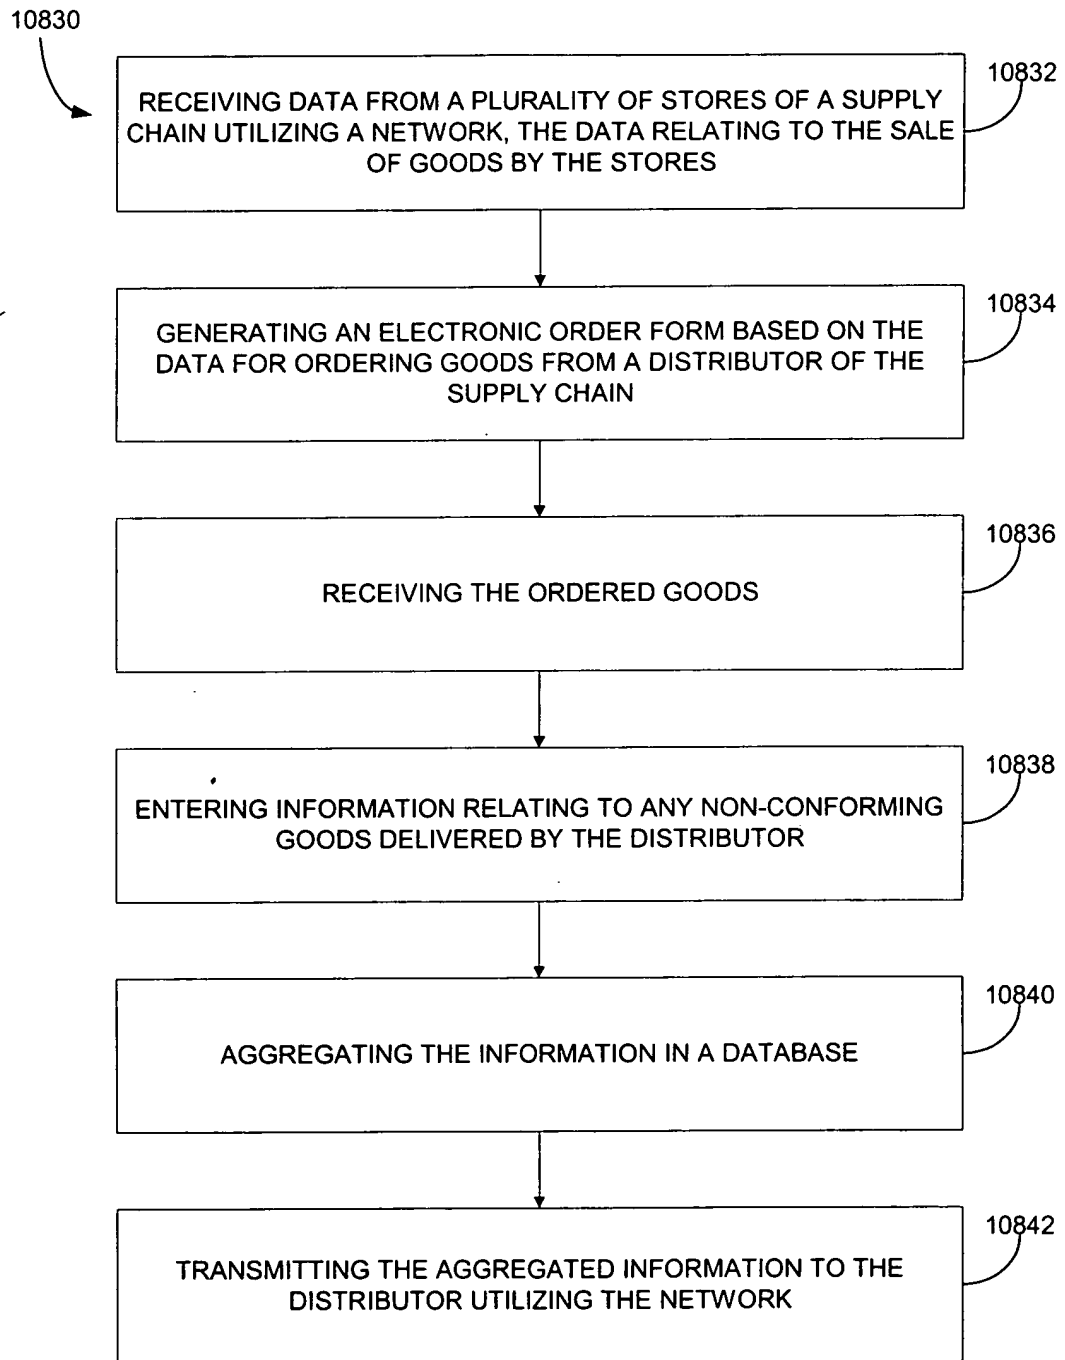 10830
10832
RECEIVING DATA FROM A PLURALITY OF STORES OF A SUPPLY
CHAIN UTILIZING A NETWORK, THE DATA RELATING TO THE SALE
OF GOODS BY THE STORES
10834
GENERATING AN ELECTRONIC ORDER FORM BASED ON THE
DATA FOR ORDERING GOODS FROM A DISTRIBUTOR OF THE
SUPPLY CHAIN
10836
RECEIVING THE ORDERED GOODS
10838
ENTERING INFORMATION RELATING TO ANY NON-CONFORMING
GOODS DELIVERED BY THE DISTRIBUTOR
10840
AGGREGATING THE INFORMATION IN A DATABASE
10842
TRANSMITTING THE AGGREGATED INFORMATION TO THE
DISTRIBUTOR UTILIZING THE NETWORK